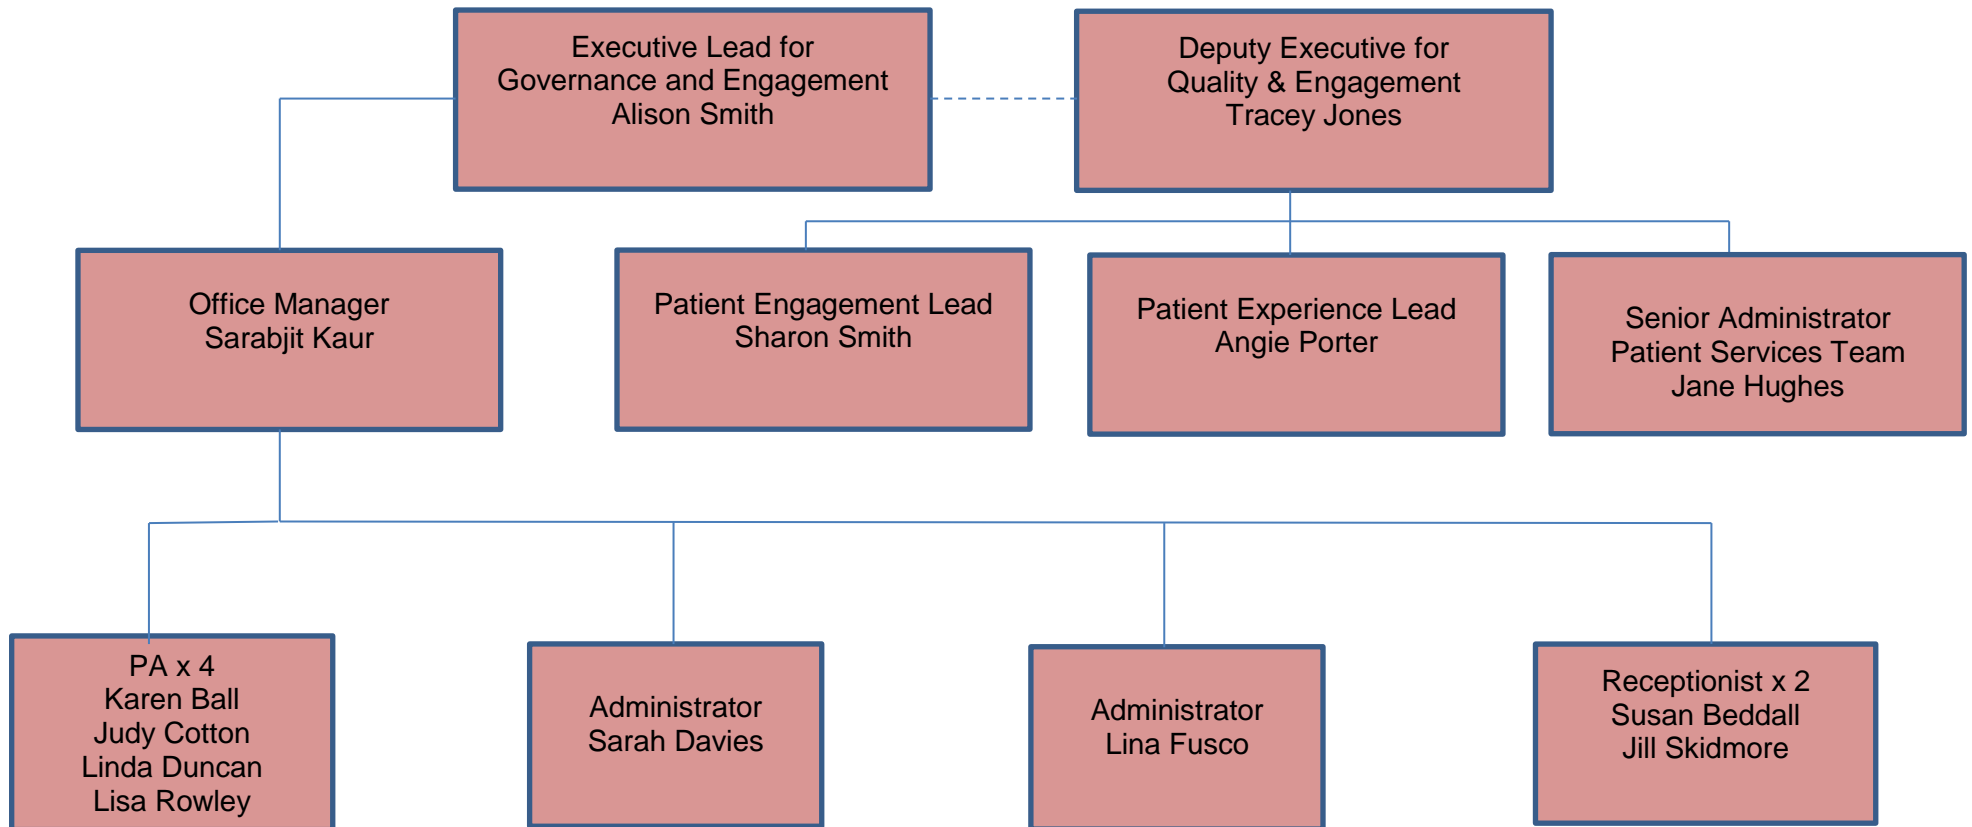 Executive Lead for
Governance and Engagement
Alison Smith
Deputy Executive for
Quality & Engagement
Tracey Jones
Office Manager
Sarabjit Kaur
Patient Engagement Lead
Sharon Smith
Patient Experience Lead
Angie Porter
Senior Administrator
Patient Services Team
Jane Hughes
PA x 4
Karen Ball
Judy Cotton
Linda Duncan
Lisa Rowley
Administrator
Sarah Davies
Administrator
Lina Fusco
Receptionist x 2
Susan Beddall
Jill Skidmore